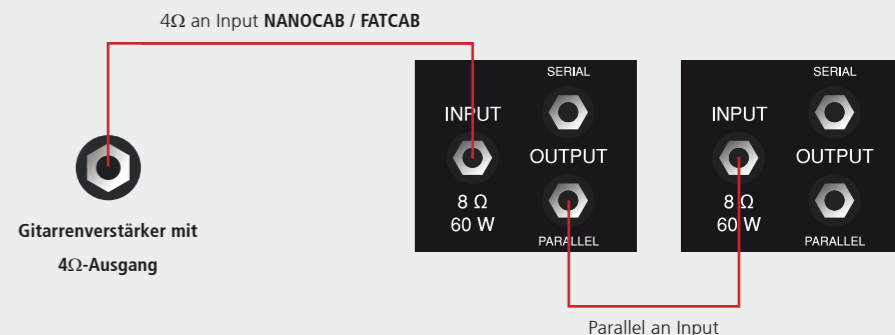 4Ω an Input NANOCAB / FATCAB
Gitarrenverstärker mit
4Ω-Ausgang
SERIAL
INPUT
OUTPUT
8 Ω
60 W
PARALLEL
SERIAL
INPUT
OUTPUT
8 Ω
60 W
PARALLEL
Parallel an Input